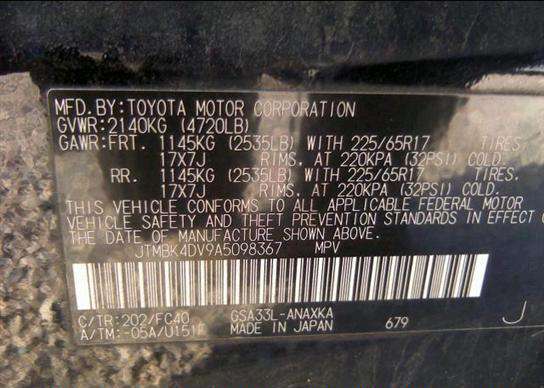 MFD. BY: TOYOTA MOTOR CORPORATION
GVWR: 2140KG (4720LB)
GAWR: FRT. 1145KG (2535LB) WITH 225/65R17 TIRES.
17X7J RIMS. AT 220KPA (32PSI) COLD.
RR. 1145KG (2535LB) WITH 225/65R17 TIRES.
17X7J RIMS. AT 220KPA (32PSI) COLD.
THIS VEHICLE CONFORMS TO ALL APPLICABLE FEDERAL MOTOR
VEHICLE SAFETY AND THEFT PREVENTION STANDARDS IN EFFECT O
THE DATE OF MANUFACTURE SHOWN ABOVE.
JTMBK4DV9A5098367 MPV
C/TR: 202/FC40 GSA33L-ANAXKA
A/TM: -05A/U151F MADE IN JAPAN 679 J